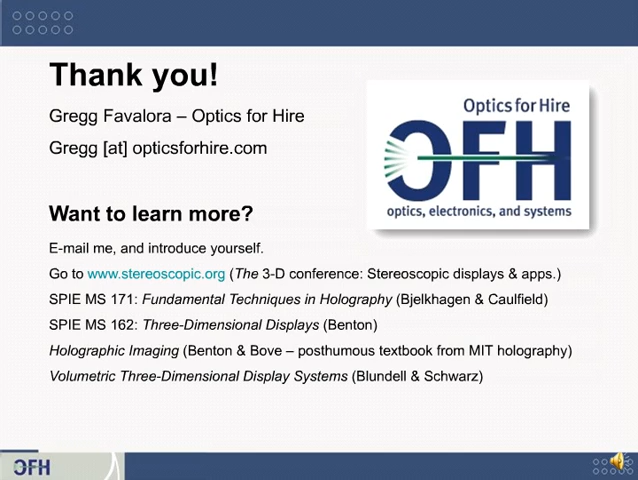 Thank you!
Gregg Favalora – Optics for Hire
Gregg [at] opticsforhire.com
Optics for Hire
OFH
optics, electronics, and systems
Want to learn more?
E-mail me, and introduce yourself.
Go to www.stereoscopic.org (The 3-D conference: Stereoscopic displays & apps.)
SPIE MS 171: Fundamental Techniques in Holography (Bjelkhagen & Caulfield)
SPIE MS 162: Three-Dimensional Displays (Benton)
Holographic Imaging (Benton & Bove – posthumous textbook from MIT holography)
Volumetric Three-Dimensional Display Systems (Blundell & Schwarz)
OFH